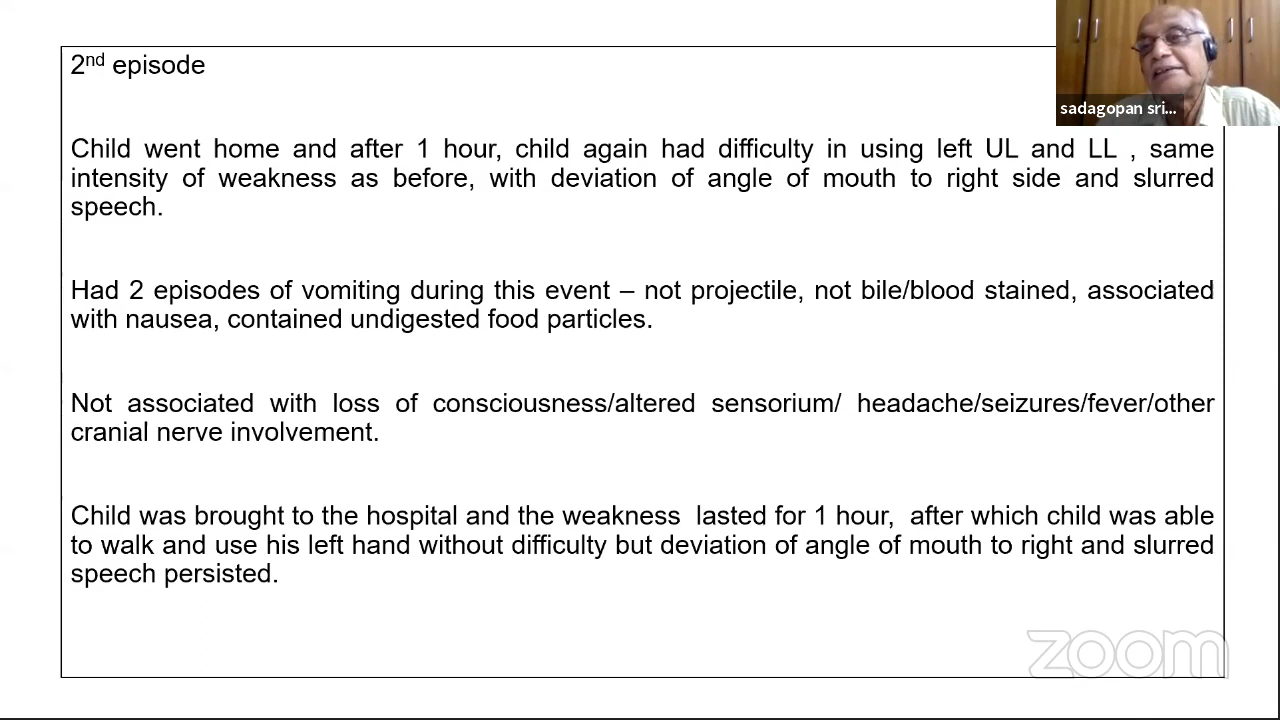 2nd episode
Child went home and after 1 hour, child again had difficulty in using left UL and LL , same
intensity of weakness as before, with deviation of angle of mouth to right side and slurred
speech.
Had 2 episodes of vomiting during this event – not projectile, not bile/blood stained, associated
with nausea, contained undigested food particles.
Not associated with loss of consciousness/altered sensorium/ headache/seizures/fever/other
cranial nerve involvement.
Child was brought to the hospital and the weakness  lasted for 1 hour,  after which child was able
to walk and use his left hand without difficulty but deviation of angle of mouth to right and slurred
speech persisted.
sadagopan sri...
zoom